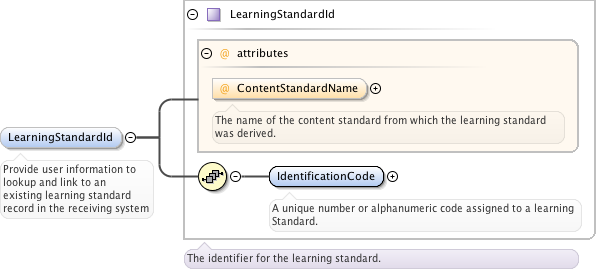 LearningStandardId
@ attributes
@ ContentStandardName
The name of the content standard from which the learning standard
was derived.
LearningStandardId
Provide user information to
lookup and link to an
existing learning standard
record in the receiving system
IdentificationCode
A unique number or alphanumeric code assigned to a learning
Standard.
The identifier for the learning standard.